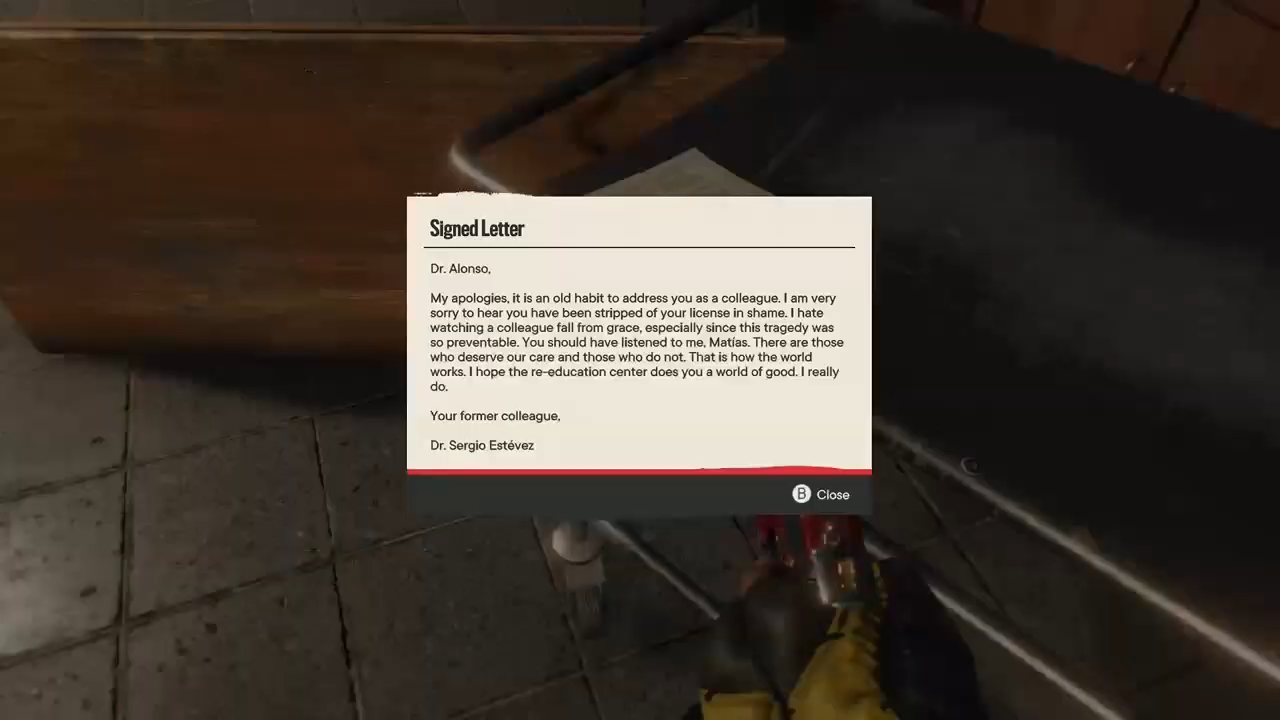 Signed Letter
Dr. Alonso,
My apologies, it is an old habit to address you as a colleague. I am very
sorry to hear you have been stripped of your license in shame. I hate
watching a colleague fall from grace, especially since this tragedy was
so preventable. You should have listened to me, Matías. There are those
who deserve our care and those who do not. That is how the world
works. I hope the re-education center does you a world of good. I really
do.
Your former colleague,
Dr. Sergio Estévez
B Close